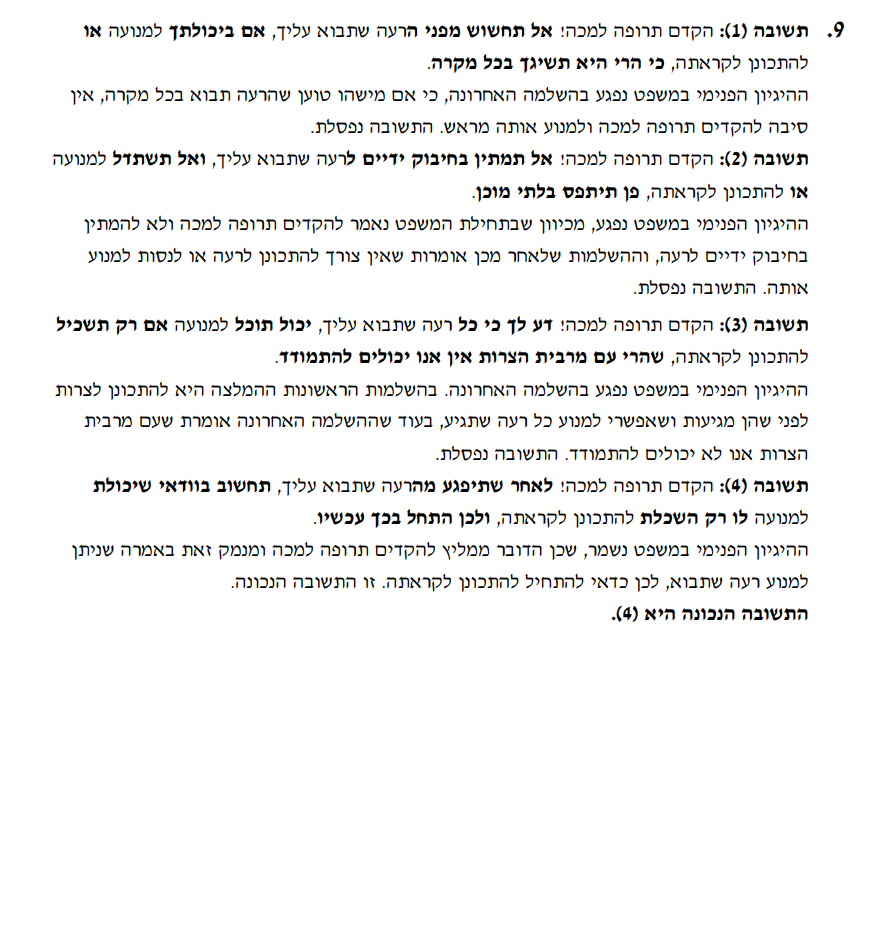 9. תשובה (1): הקדם תרופה למכה! אל תחשוש מפני הרעה שתבוא עליך, אם ביכולתך למנועה או
להתכונן לקראתה, כי הרי היא תשיגך בכל מקרה.
ההיגיון הפנימי במשפט נפגע בהשלמה האחרונה, כי אם מישהו טוען שהרעה תבוא בכל מקרה, אין
סיבה להקדים תרופה למכה ולמנוע אותה מראש. התשובה נפסלת.
תשובה (2): הקדם תרופה למכה! אל תמתין בחיבוק ידיים לרעה שתבוא עליך, ואל תשתדל למנועה
או להתכונן לקראתה, פן תיתפס בלתי מוכן.
ההיגיון הפנימי במשפט נפגע, מכיוון שבתחילת המשפט נאמר להקדים תרופה למכה ולא להמתין
בחיבוק ידיים לרעה, וההשלמות שלאחר מכן אומרות שאין צורך להתכונן לרעה או לנסות למנוע
אותה. התשובה נפסלת.
תשובה (3): הקדם תרופה למכה! דע לך כי כל רעה שתבוא עליך, יכול תוכל למנועה אם רק תשכיל
להתכונן לקראתה, שהרי עם מרבית הצרות אין אנו יכולים להתמודד.
ההיגיון הפנימי במשפט נפגע בהשלמה האחרונה. בהשלמות הראשונות ההמלצה היא להתכונן לצרות
לפני שהן מגיעות ושאפשרי למנוע כל רעה שתגיע, בעוד שההשלמה האחרונה אומרת שעם מרבית
הצרות אנו לא יכולים להתמודד. התשובה נפסלת.
תשובה (4): הקדם תרופה למכה! לאחר שתיפגע מהרעה שתבוא עליך, תחשוב בוודאי שיכולת
למנועה לו רק השכלת להתכונן לקראתה, ולכן התחל בכך עכשיו.
ההיגיון הפנימי במשפט נשמר, שכן הדובר ממליץ להקדים תרופה למכה ומנמק זאת באמרה שניתן
למנוע רעה שתבוא, לכן כדאי להתחיל להתכונן לקראתה. זו התשובה הנכונה.
התשובה הנכונה היא (4).